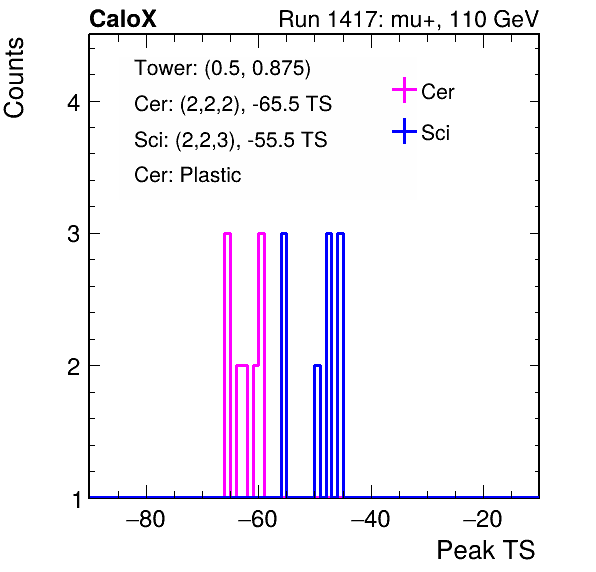 CaloX Run 1417: mu+, 110 GeV
Counts
Tower: (0.5, 0.875)
Cer: (2,2,2), -65.5 TS
Sci: (2,2,3), -55.5 TS
Cer: Plastic
Cer
Sci
4
3
2
1
−80 −60 −40 −20
Peak TS